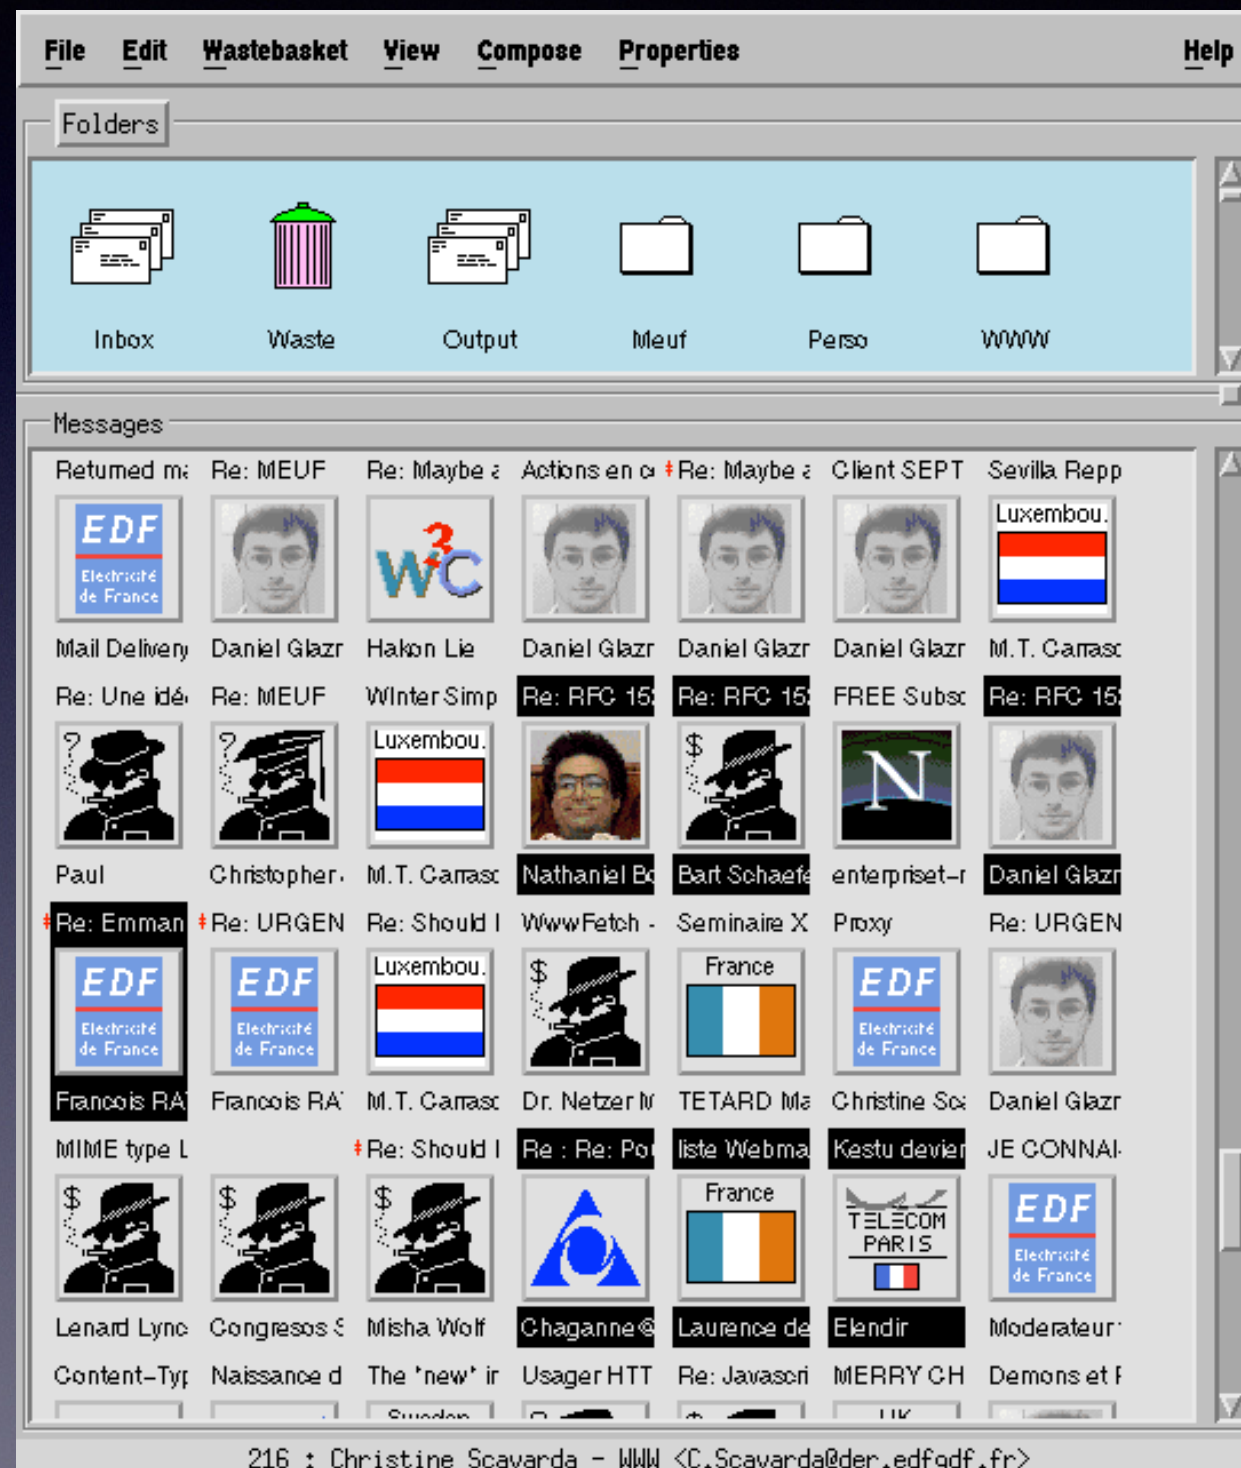 File Edit Wastebasket View Compose Properties Help
Folders
Inbox Waste Output Meuf Perso WWW
Messages
Returned ma Re: MEUF Re: Maybe a Actions en co ‡Re: Maybe a Client SEPT Sevilla Repp
EDF Electricité de France
W3C
Luxembou.
Mail Delivery Daniel Glazr Hakon Lie Daniel Glazr Daniel Glazr Daniel Glazr M.T. Carrasc
Re: Une idé Re: MEUF Winter Simp Re: RFC 15 Re: RFC 15 FREE Subsc Re: RFC 15
? ? Luxembou. $ N
Paul Christopher M.T. Carrasc Nathaniel Bo Bart Schaefe enterpriset-r Daniel Glazr
‡Re: Emman ‡Re: URGEN Re: Should I WwwFetch - Seminaire X Proxy Re: URGEN
EDF Electricité de France EDF Electricité de France Luxembou. $ France EDF Electricité de France
Francois RA Francois RA M.T. Carrasc Dr. Netzer M TETARD Ma Christine Sca Daniel Glazr
MIME type L ‡Re: Should I Re : Re: Po liste Webma Kestu devier JE CONNAI
$ $ $ France TELECOM PARIS EDF Electricité de France
Lenard Lync Congresos S Misha Wolf Chaganne@ Laurence de Elendir Moderateur
Content-Typ Naissance d The 'new' in Usager HTT Re: Javascri MERRY CH Demons et F
Sweden UK
216 : Christine Scavarda - WWW <C.Scavarda@der.edfgdf.fr>